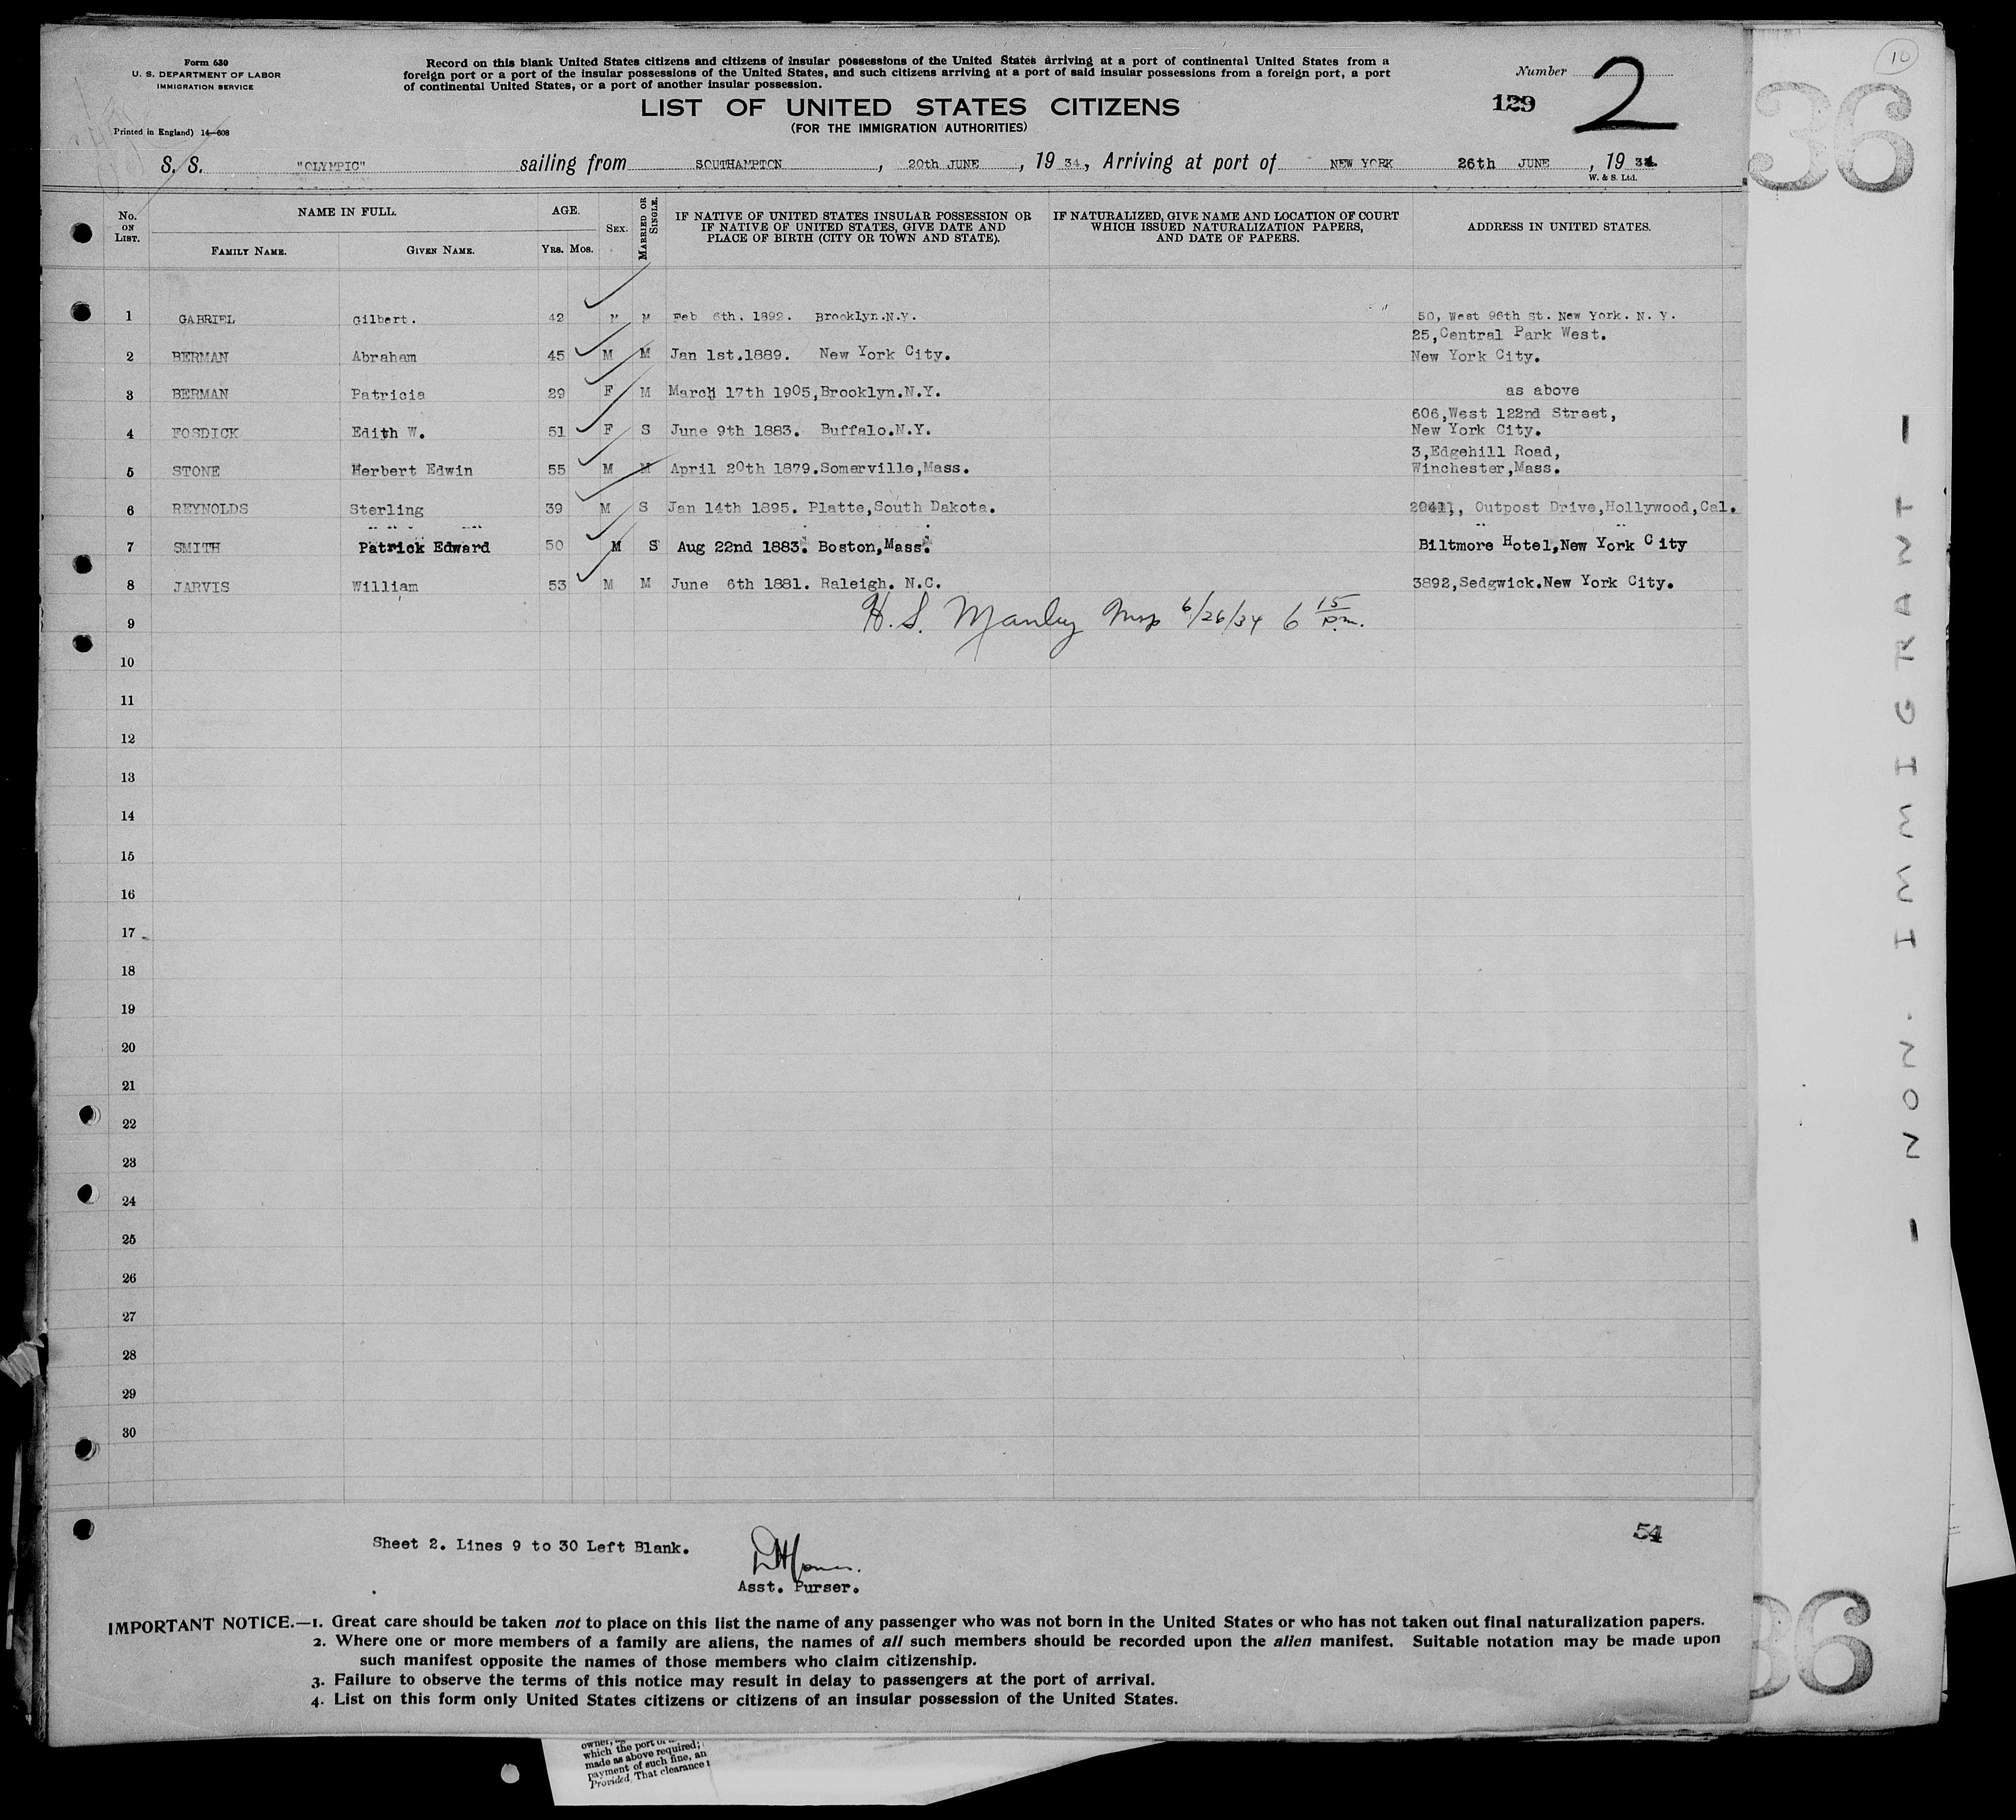 Form 630
U. S. DEPARTMENT OF LABOR
IMMIGRATION SERVICE
Printed in England) 14—608
Record on this blank United States citizens and citizens of insular possessions of the United States arriving at a port of continental United States from a
foreign port or a port of the insular possessions of the United States, and such citizens arriving at a port of said insular possessions from a foreign port, a port
of continental United States, or a port of another insular possession.
LIST OF UNITED STATES CITIZENS
(FOR THE IMMIGRATION AUTHORITIES)
Number 2
129
10
36
S. S. "OLYMPIC" sailing from SOUTHAMPTON, 20th JUNE, 1934, Arriving at port of NEW YORK 26th JUNE, 1934
W. & S. Ltd.
No. ON LIST. NAME IN FULL. FAMILY NAME. GIVEN NAME. AGE. YRS. MOS. SEX. MARRIED OR SINGLE. IF NATIVE OF UNITED STATES INSULAR POSSESSION OR IF NATIVE OF UNITED STATES, GIVE DATE AND PLACE OF BIRTH (CITY OR TOWN AND STATE). IF NATURALIZED, GIVE NAME AND LOCATION OF COURT WHICH ISSUED NATURALIZATION PAPERS, AND DATE OF PAPERS. ADDRESS IN UNITED STATES.
1 GABRIEL Gilbert. 42 M M Feb 6th. 1892. Brooklyn.N.Y. 50, West 96th St. New York. N. Y.
25,Central Park West.
2 BERMAN Abraham 45 M M Jan 1st.1889. New York City. New York City.
3 BERMAN Patricia 29 F M March 17th 1905,Brooklyn.N.Y. as above
606,West 122nd Street,
4 FOSDICK Edith W. 51 F S June 9th 1883. Buffalo.N.Y. New York City.
3,Edgehill Road,
5 STONE Herbert Edwin 55 M M April 20th 1879.Somerville,Mass. Winchester,Mass.
6 REYNOLDS Sterling 39 M S Jan 14th 1895. Platte,South Dakota. Outpost Drive,Hollywood,Cal.
7 SMITH Patrick Edward 50 M S Aug 22nd 1883. Boston,Mass. Biltmore Hotel,New York City
8 JARVIS William 53 M M June 6th 1881. Raleigh. N.C. 3892,Sedgwick.New York City.
9 H. S. Manley Insp 6/26/34 6 15 p.m.
10
11
12
13
14
15
16
17
18
19
20
21
22
23
24
25
26
27
28
29
30
- NON. IMMIGRANT -
Sheet 2. Lines 9 to 30 Left Blank.
54
Asst. Purser.
36
IMPORTANT NOTICE.—1. Great care should be taken not to place on this list the name of any passenger who was not born in the United States or who has not taken out final naturalization papers.
2. Where one or more members of a family are aliens, the names of all such members should be recorded upon the alien manifest. Suitable notation may be made upon
such manifest opposite the names of those members who claim citizenship.
3. Failure to observe the terms of this notice may result in delay to passengers at the port of arrival.
4. List on this form only United States citizens or citizens of an insular possession of the United States.
which the port
made as above required;
payment of such fine, an
Provided, That clearance